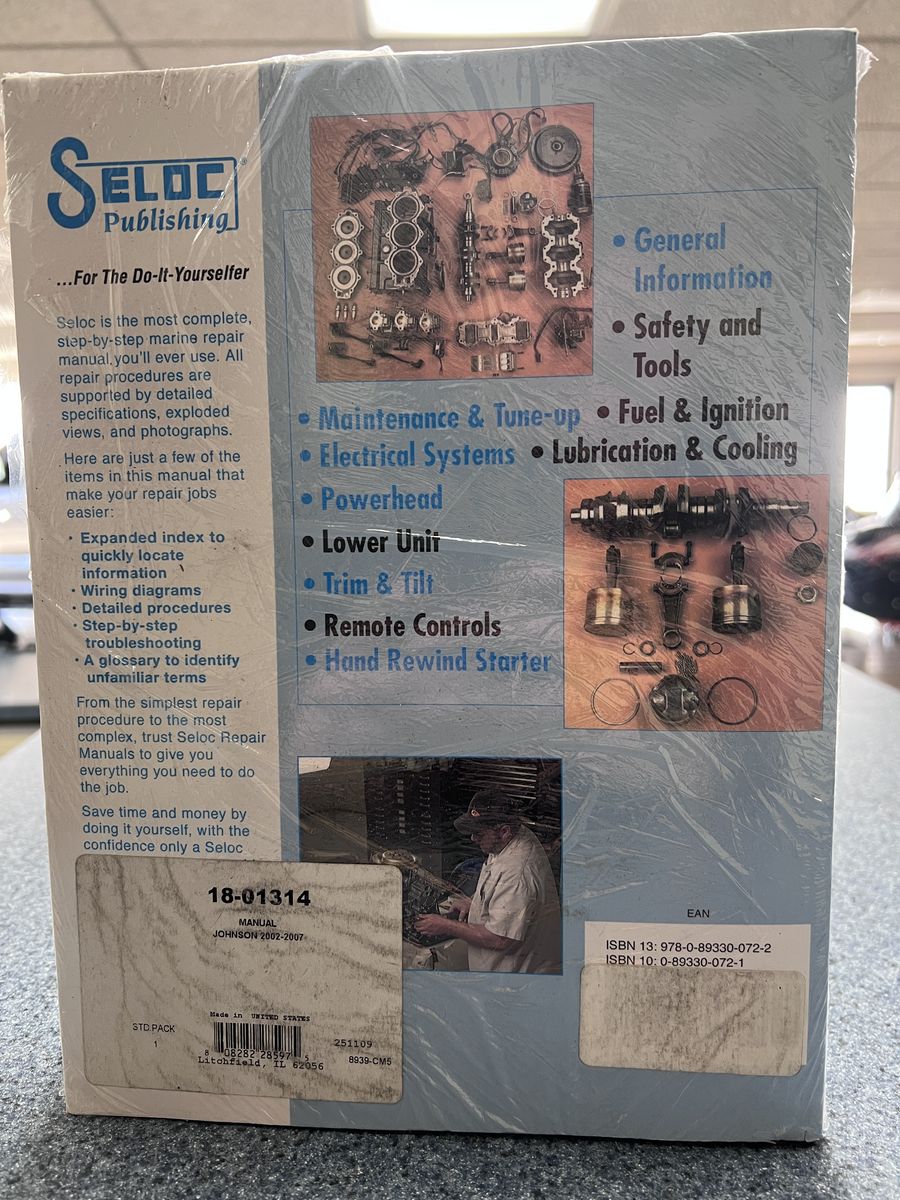 SELOC
Publishing
...For The Do-It-Yourselfer
Seloc is the most complete,
step-by-step marine repair
manual you'll ever use. All
repair procedures are
supported by detailed
specifications, exploded
views, and photographs.
Here are just a few of the
items in this manual that
make your repair jobs
easier:
· Expanded index to
quickly locate
information
· Wiring diagrams
· Detailed procedures
· Step-by-step
troubleshooting
· A glossary to identify
unfamiliar terms
From the simplest repair
procedure to the most
complex, trust Seloc Repair
Manuals to give you
everything you need to do
the job.
Save time and money by
doing it yourself, with the
confidence only a Seloc
• General
Information
• Safety and
Tools
• Maintenance & Tune-up • Fuel & Ignition
• Electrical Systems • Lubrication & Cooling
• Powerhead
• Lower Unit
• Trim & Tilt
• Remote Controls
• Hand Rewind Starter
18-01314
MANUAL
JOHNSON 2002-2007
Made in UNITED STATES
STD.PACK
1
251109
8 08282 28597 5
8939-CM5
Litchfield, IL 62056
EAN
ISBN 13: 978-0-89330-072-2
ISBN 10: 0-89330-072-1